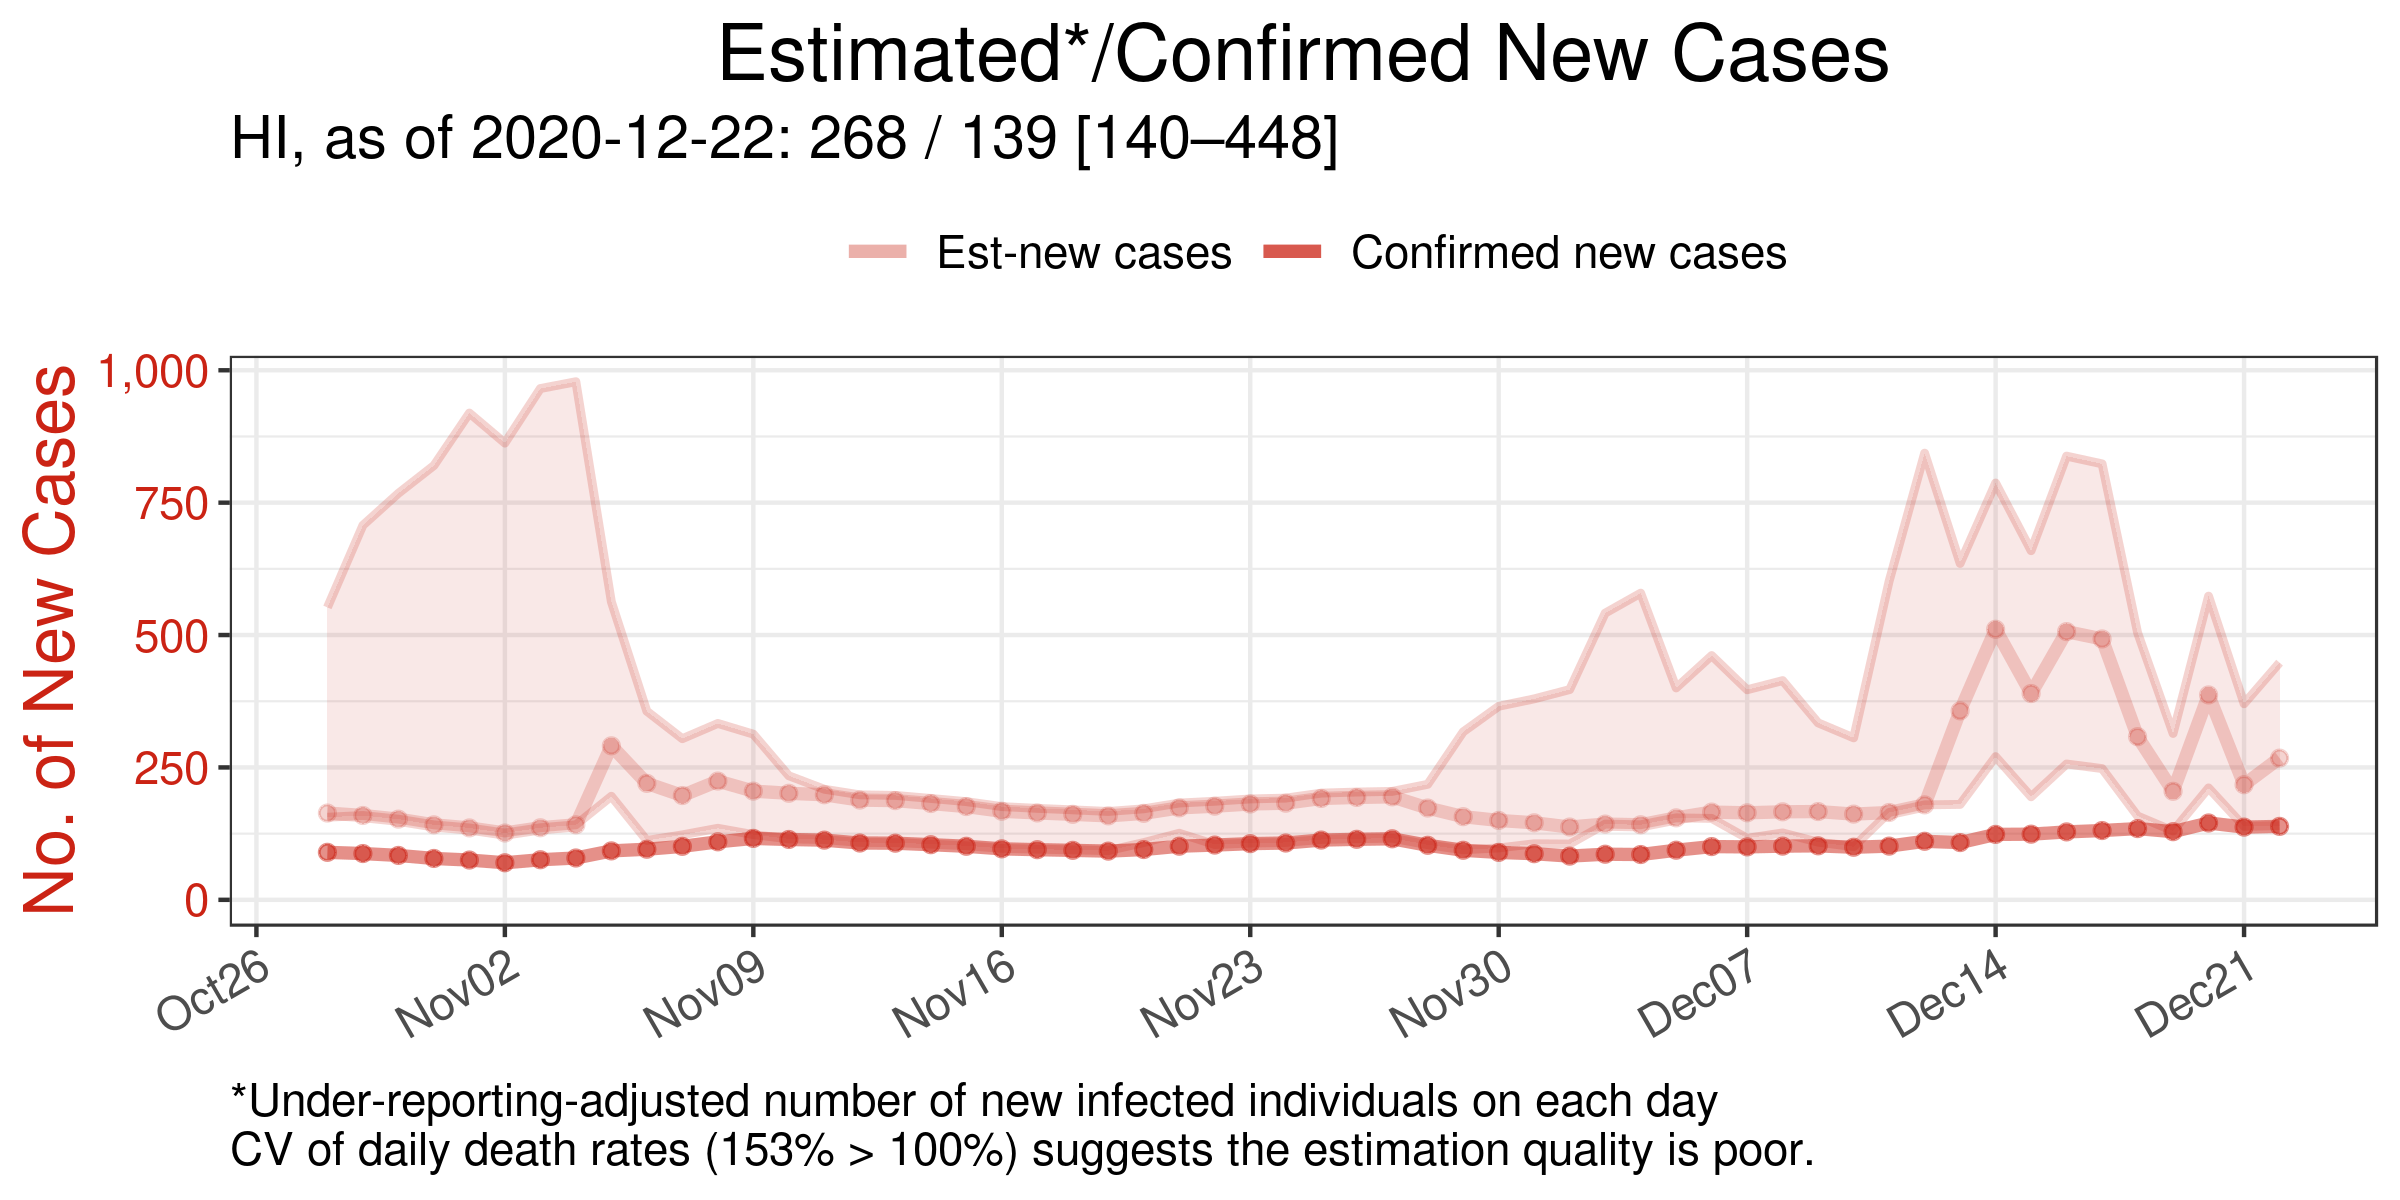 Estimated*/Confirmed New Cases
HI, as of 2020-12-22: 268 / 139 [140–448]
Est-new cases
Confirmed new cases
No. of New Cases
1,000
750
500
250
0
Oct26
Nov02
Nov09
Nov16
Nov23
Nov30
Dec07
Dec14
Dec21
*Under-reporting-adjusted number of new infected individuals on each day
CV of daily death rates (153% > 100%) suggests the estimation quality is poor.